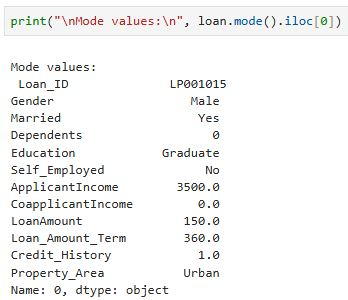 print("\nMode values:\n", loan.mode().iloc[0])
Mode values:
 Loan_ID                LP001015
Gender                     Male
Married                     Yes
Dependents                    0
Education              Graduate
Self_Employed                No
ApplicantIncome          3500.0
CoapplicantIncome           0.0
LoanAmount                150.0
Loan_Amount_Term          360.0
Credit_History              1.0
Property_Area             Urban
Name: 0, dtype: object